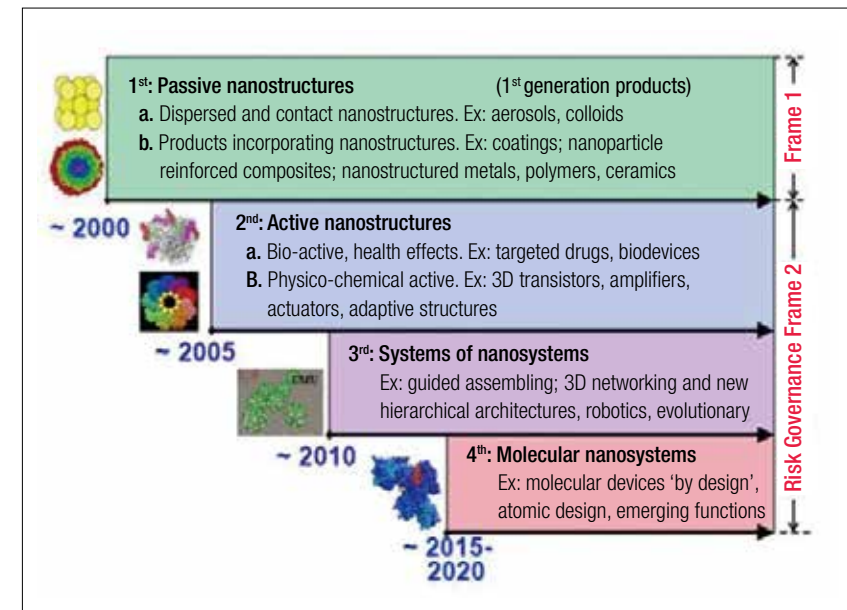 1st: Passive nanostructures (1st generation products)
a. Dispersed and contact nanostructures. Ex: aerosols, colloids
b. Products incorporating nanostructures. Ex: coatings; nanoparticle
reinforced composites; nanostructured metals, polymers, ceramics
~ 2000
2nd: Active nanostructures
a. Bio-active, health effects. Ex: targeted drugs, biodevices
B. Physico-chemical active. Ex: 3D transistors, amplifiers,
actuators, adaptive structures
~ 2005
3rd: Systems of nanosystems
Ex: guided assembling; 3D networking and new
hierarchical architectures, robotics, evolutionary
~ 2010
4th: Molecular nanosystems
Ex: molecular devices ‘by design’,
atomic design, emerging functions
~ 2015-
2020
Frame 1
Risk Governance Frame 2